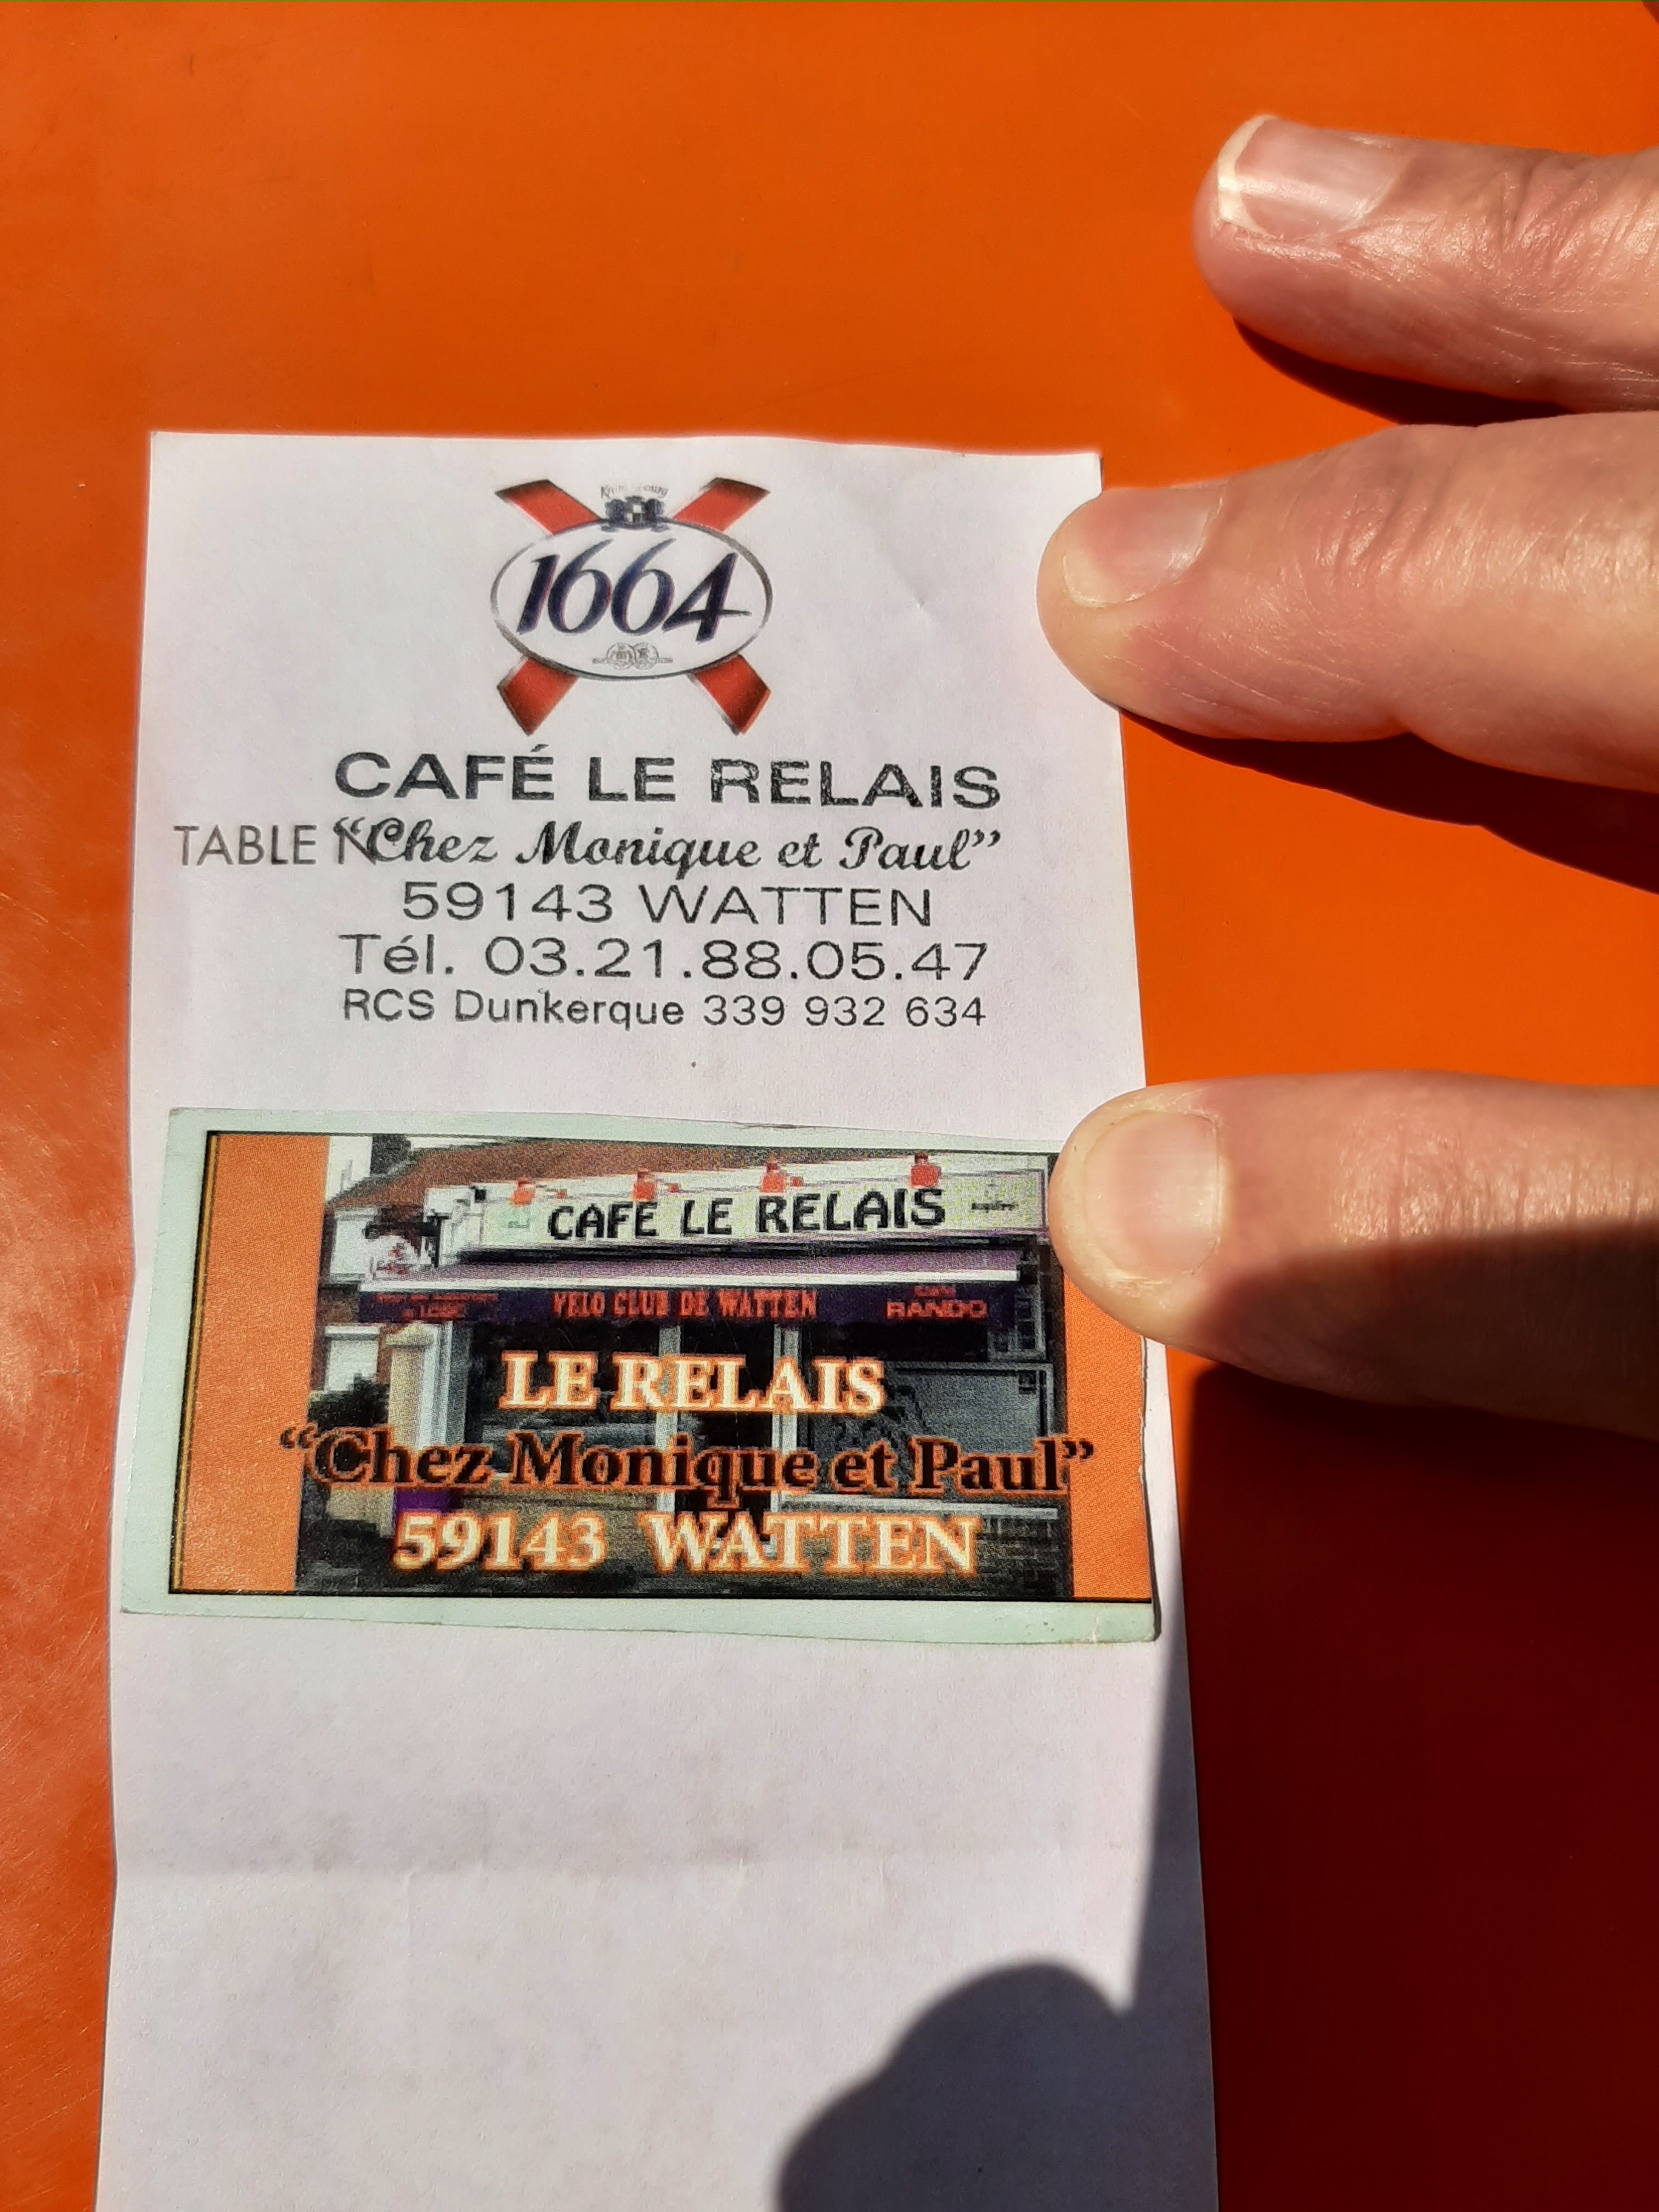 1664
CAFÉ LE RELAIS
TABLE N "Chez Monique et Paul"
59143 WATTEN
Tél. 03.21.88.05.47
RCS Dunkerque 339 932 634
CAFE LE RELAIS
VELO CLUB DE WATTEN
RANDO
LE RELAIS
"Chez Monique et Paul"
59143 WATTEN